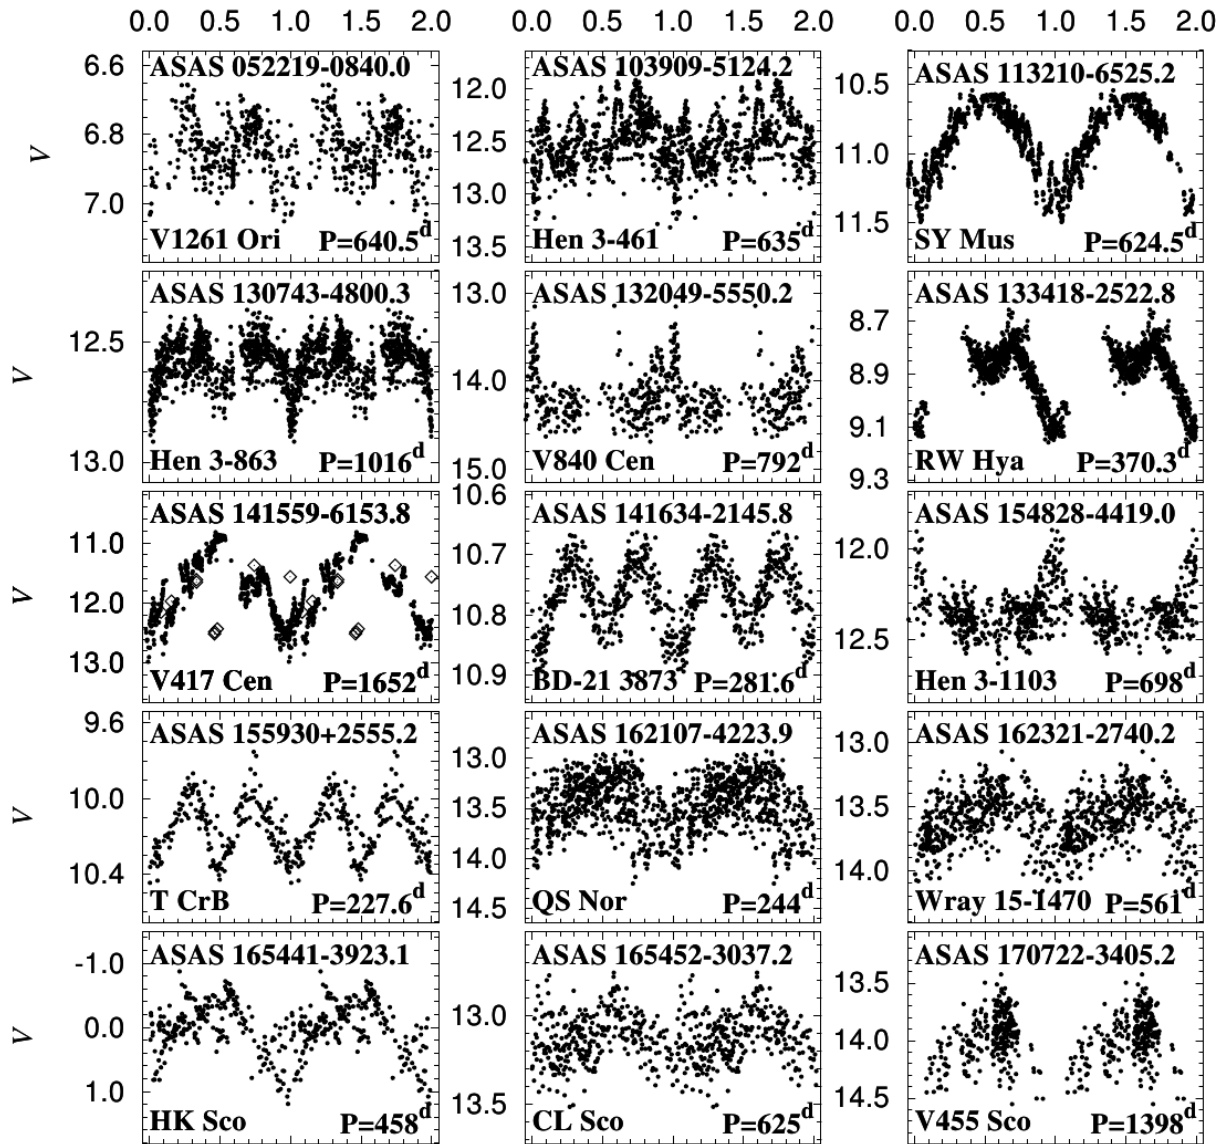 0.0 0.5 1.0 1.5 2.0 0.0 0.5 1.0 1.5 2.0 0.0 0.5 1.0 1.5 2.0
V
6.6
6.8
7.0
ASAS 052219-0840.0
V1261 Ori P=640.5d
12.0
12.5
13.0
13.5
ASAS 103909-5124.2
Hen 3-461 P=635d
10.5
11.0
11.5
ASAS 113210-6525.2
SY Mus P=624.5d
V
12.5
13.0
ASAS 130743-4800.3
Hen 3-863 P=1016d
13.0
14.0
15.0
ASAS 132049-5550.2
V840 Cen P=792d
8.7
8.9
9.1
9.3
ASAS 133418-2522.8
RW Hya P=370.3d
V
11.0
12.0
13.0
ASAS 141559-6153.8
V417 Cen P=1652d
10.6
10.7
10.8
10.9
ASAS 141634-2145.8
BD-21 3873 P=281.6d
12.0
12.5
ASAS 154828-4419.0
Hen 3-1103 P=698d
V
9.6
10.0
10.4
ASAS 155930+2555.2
T CrB P=227.6d
13.0
13.5
14.0
14.5
ASAS 162107-4223.9
QS Nor P=244d
13.0
13.5
14.0
ASAS 162321-2740.2
Wray 15-1470 P=561d
V
-1.0
0.0
1.0
ASAS 165441-3923.1
HK Sco P=458d
13.0
13.5
ASAS 165452-3037.2
CL Sco P=625d
13.5
14.0
14.5
ASAS 170722-3405.2
V455 Sco P=1398d